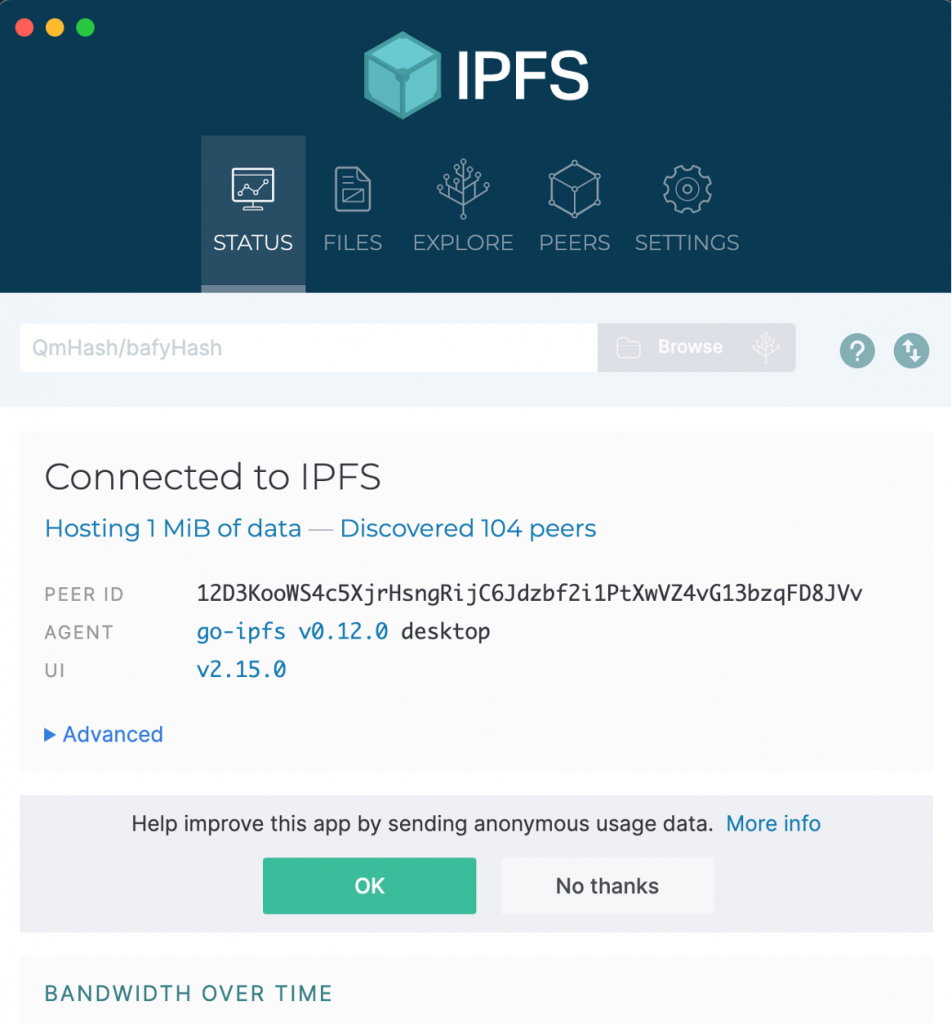 IPFS
STATUS FILES EXPLORE PEERS SETTINGS
QmHash/bafyHash Browse ?
Connected to IPFS
Hosting 1 MiB of data — Discovered 104 peers
PEER ID 12D3KooWS4c5XjrHsngRijC6Jdzbf2i1PtXwVZ4vG13bzqFD8JVv
AGENT go-ipfs v0.12.0 desktop
UI v2.15.0
Advanced
Help improve this app by sending anonymous usage data. More info
OK No thanks
BANDWIDTH OVER TIME